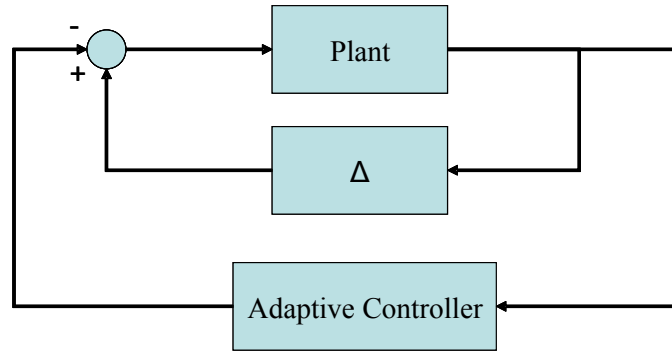 -
+
Plant
Δ
Adaptive Controller